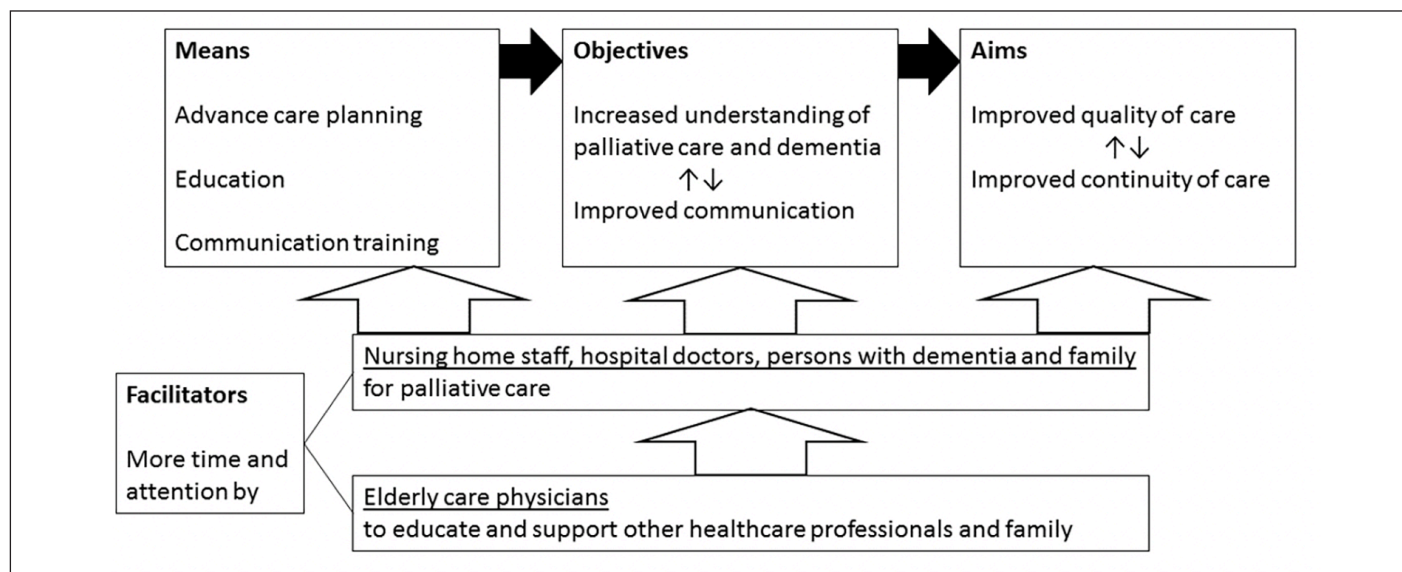 Means
Advance care planning
Education
Communication training
Objectives
Increased understanding of
palliative care and dementia
↑↓
Improved communication
Aims
Improved quality of care
↑↓
Improved continuity of care
Facilitators
More time and
attention by
Nursing home staff, hospital doctors, persons with dementia and family
for palliative care
Elderly care physicians
to educate and support other healthcare professionals and family